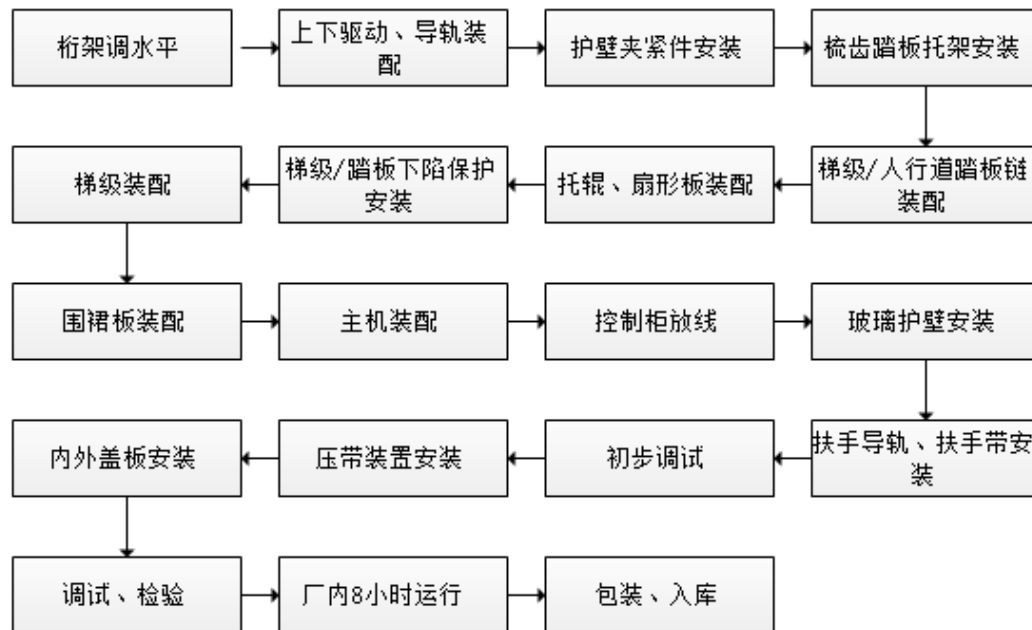 桁架调水平
上下驱动、导轨装
配
护壁夹紧件安装
梳齿踏板托架安装
梯级/人行道踏板链
装配
托辊、扇形板装配
梯级/踏板下陷保护
安装
梯级装配
围裙板装配
主机装配
控制柜放线
玻璃护壁安装
扶手导轨、扶手带安
装
初步调试
压带装置安装
内外盖板安装
调试、检验
厂内8小时运行
包装、入库